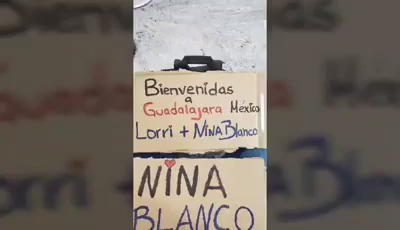 Bienvenidas
a
Guadalajara México
Lorri + NiNA Blanco
NiNA
BLANCO